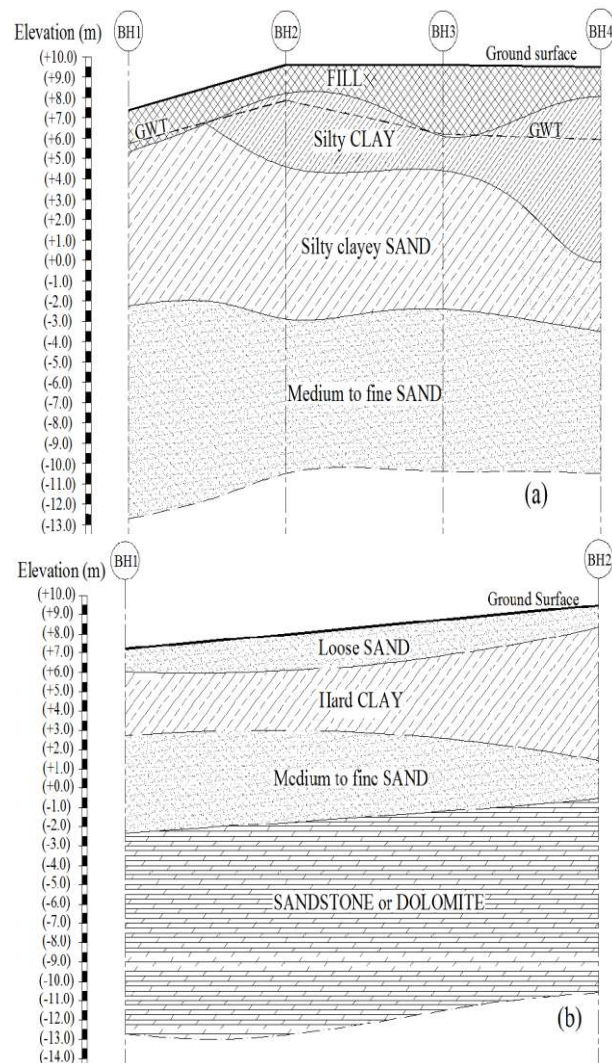 Elevation (m) BH1 BH2 BH3 BH4
(+10.0)
(+9.0) Ground surface
(+8.0) FILL
(+7.0)
(+6.0) GWT GWT
(+5.0) Silty CLAY
(+4.0)
(+3.0)
(+2.0)
(+1.0) Silty clayey SAND
(+0.0)
(-1.0)
(-2.0)
(-3.0)
(-4.0)
(-5.0)
(-6.0) Medium to fine SAND
(-7.0)
(-8.0)
(-9.0)
(-10.0)
(-11.0) (a)
(-12.0)
(-13.0)
Elevation (m) BH1 BH2
(+10.0) Ground Surface
(+9.0)
(+8.0)
(+7.0) Loose SAND
(+6.0)
(+5.0) Hard CLAY
(+4.0)
(+3.0)
(+2.0)
(+1.0) Medium to fine SAND
(+0.0)
(-1.0)
(-2.0)
(-3.0)
(-4.0)
(-5.0)
(-6.0) SANDSTONE or DOLOMITE
(-7.0)
(-8.0)
(-9.0)
(-10.0)
(-11.0)
(-12.0) (b)
(-13.0)
(-14.0)